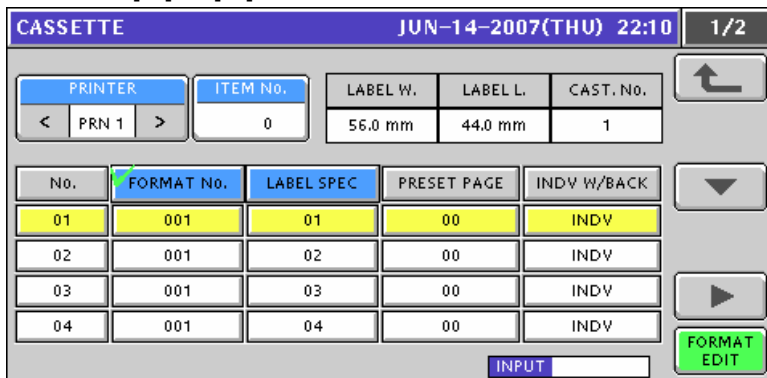 CASSETTE JUN-14-2007(THU) 22:10 1/2
PRINTER ITEM No. LABEL W. LABEL L. CAST. No.
< PRN 1 > 0 56.0 mm 44.0 mm 1
No. FORMAT No. LABEL SPEC PRESET PAGE INDV W/BACK
01 001 01 00 INDV
02 001 02 00 INDV
03 001 03 00 INDV
04 001 04 00 INDV
FORMAT
EDIT
INPUT